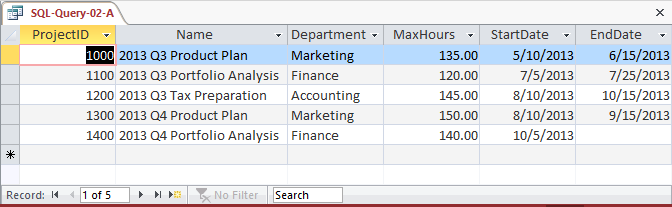 SQL-Query-02-A
ProjectID Name Department MaxHours StartDate EndDate
1000 2013 Q3 Product Plan Marketing 135.00 5/10/2013 6/15/2013
1100 2013 Q3 Portfolio Analysis Finance 120.00 7/5/2013 7/25/2013
1200 2013 Q3 Tax Preparation Accounting 145.00 8/10/2013 10/15/2013
1300 2013 Q4 Product Plan Marketing 150.00 8/10/2013 9/15/2013
1400 2013 Q4 Portfolio Analysis Finance 140.00 10/5/2013
Record: 1 of 5 No Filter Search